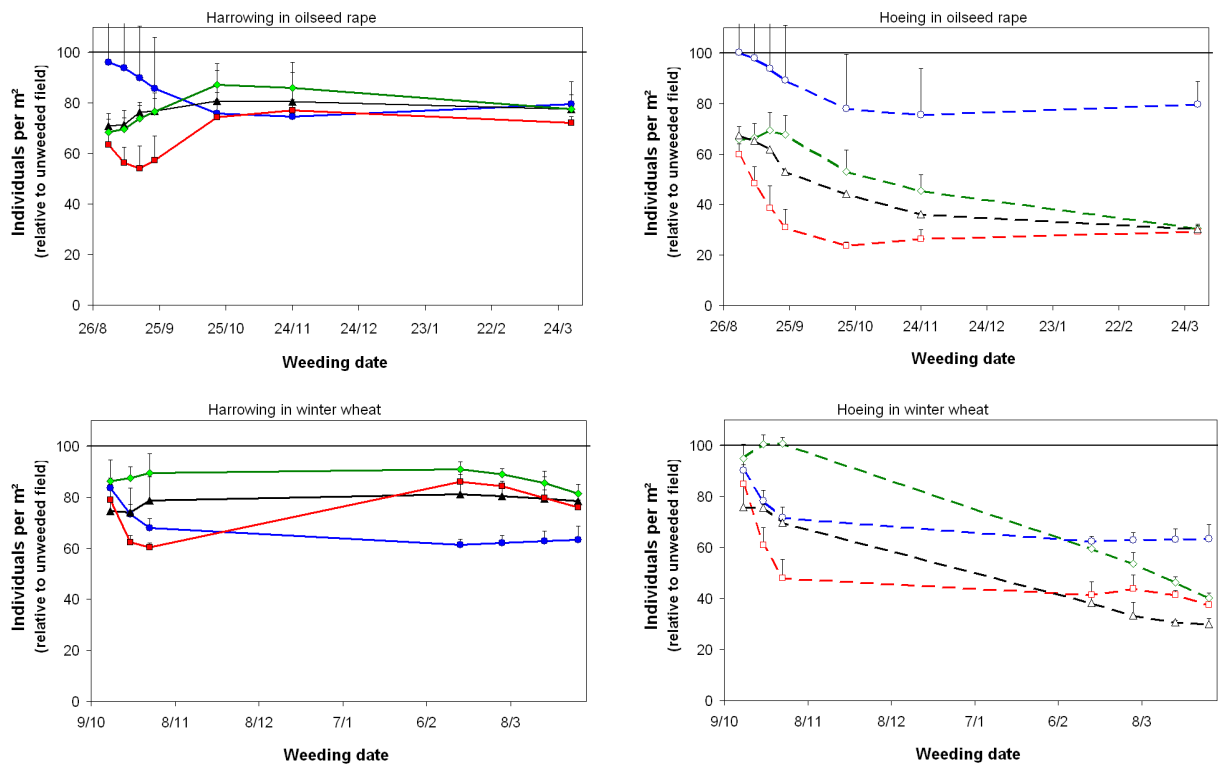 Harrowing in oilseed rape
Individuals per m²
(relative to unweeded field)
100
80
60
40
20
0
26/8 25/9 25/10 24/11 24/12 23/1 22/2 24/3
Weeding date
Hoeing in oilseed rape
Individuals per m²
(relative to unweeded field)
100
80
60
40
20
0
26/8 25/9 25/10 24/11 24/12 23/1 22/2 24/3
Weeding date
Harrowing in winter wheat
Individuals per m²
(relative to unweeded field)
100
80
60
40
20
0
9/10 8/11 8/12 7/1 6/2 8/3
Weeding date
Hoeing in winter wheat
Individuals per m²
(relative to unweeded field)
100
80
60
40
20
0
9/10 8/11 8/12 7/1 6/2 8/3
Weeding date